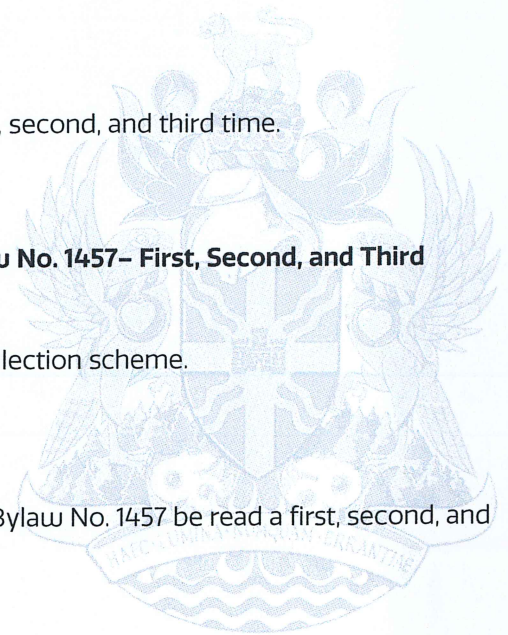 , second, and third time.
No. 1457– First, Second, and Third
lection scheme.
Bylaw No. 1457 be read a first, second, and